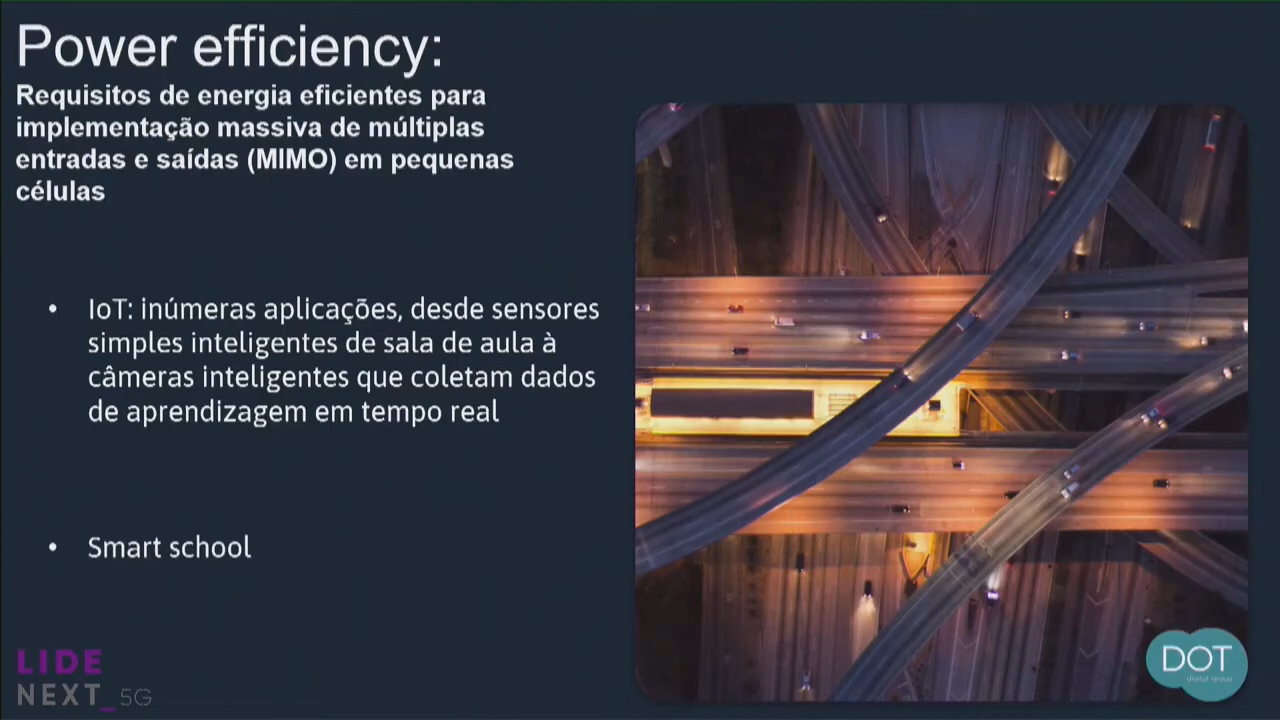 Power efficiency:
Requisitos de energia eficientes para
implementação massiva de múltiplas
entradas e saídas (MIMO) em pequenas
células
• IoT: inúmeras aplicações, desde sensores
simples inteligentes de sala de aula à
câmeras inteligentes que coletam dados
de aprendizagem em tempo real
• Smart school
LIDE
NEXT_5G
DOT
digital group